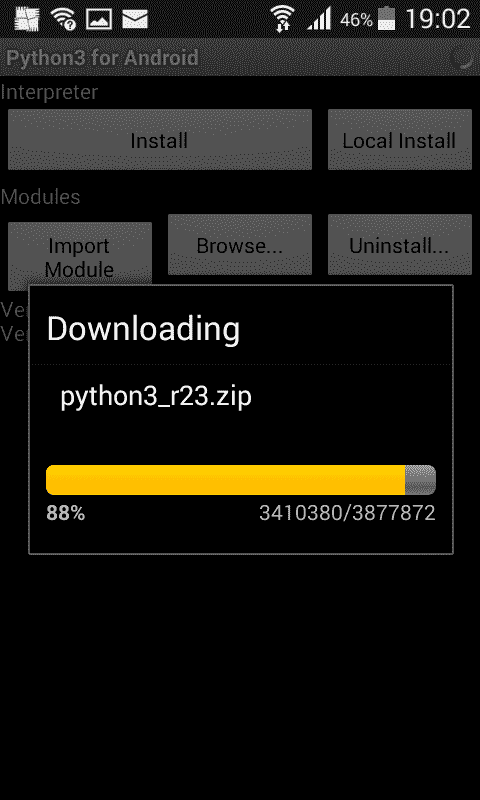 46% 19:02
Python3 for Android
Interpreter
Install Local Install
Modules
Import Browse... Uninstall...
Module
Ve
Ve
Downloading
python3_r23.zip
88% 3410380/3877872